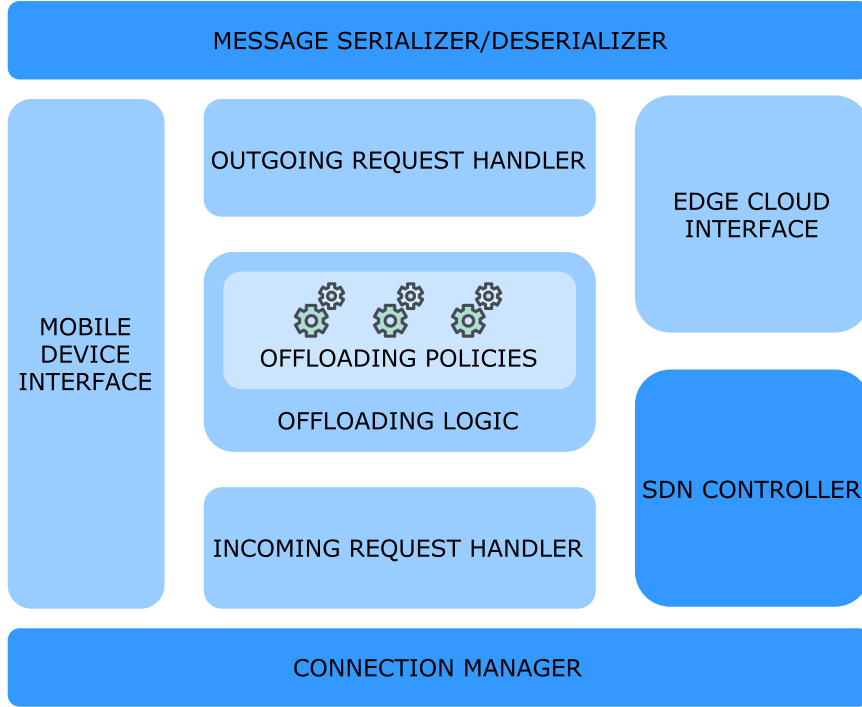 MESSAGE SERIALIZER/DESERIALIZER
OUTGOING REQUEST HANDLER
EDGE CLOUD
INTERFACE
MOBILE
DEVICE
INTERFACE
OFFLOADING POLICIES
OFFLOADING LOGIC
SDN CONTROLLER
INCOMING REQUEST HANDLER
CONNECTION MANAGER